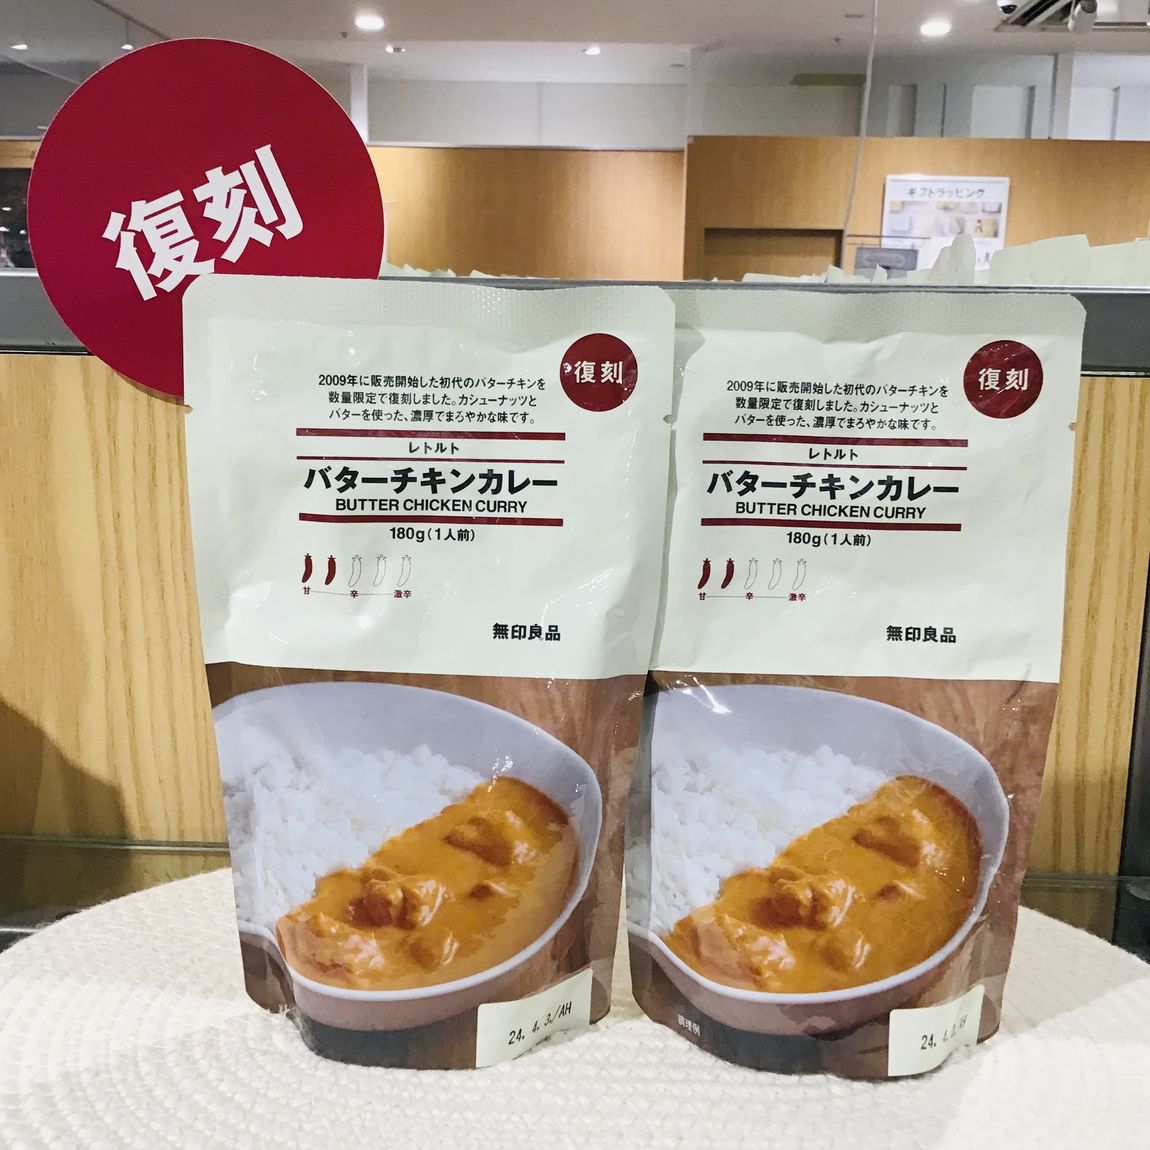 復刻
ギフトラッピング
復刻
2009年に販売開始した初代のバターチキンを
数量限定で復刻しました。カシューナッツと
バターを使った、濃厚でまろやかな味です。
レトルト
バターチキンカレー
BUTTER CHICKEN CURRY
180g(1人前)
甘 辛 激辛
無印良品
24. 4. 3./AH
復刻
2009年に販売開始した初代のバターチキンを
数量限定で復刻しました。カシューナッツと
バターを使った、濃厚でまろやかな味です。
レトルト
バターチキンカレー
BUTTER CHICKEN CURRY
180g(1人前)
甘 辛 激辛
無印良品
調理例
24. 4.